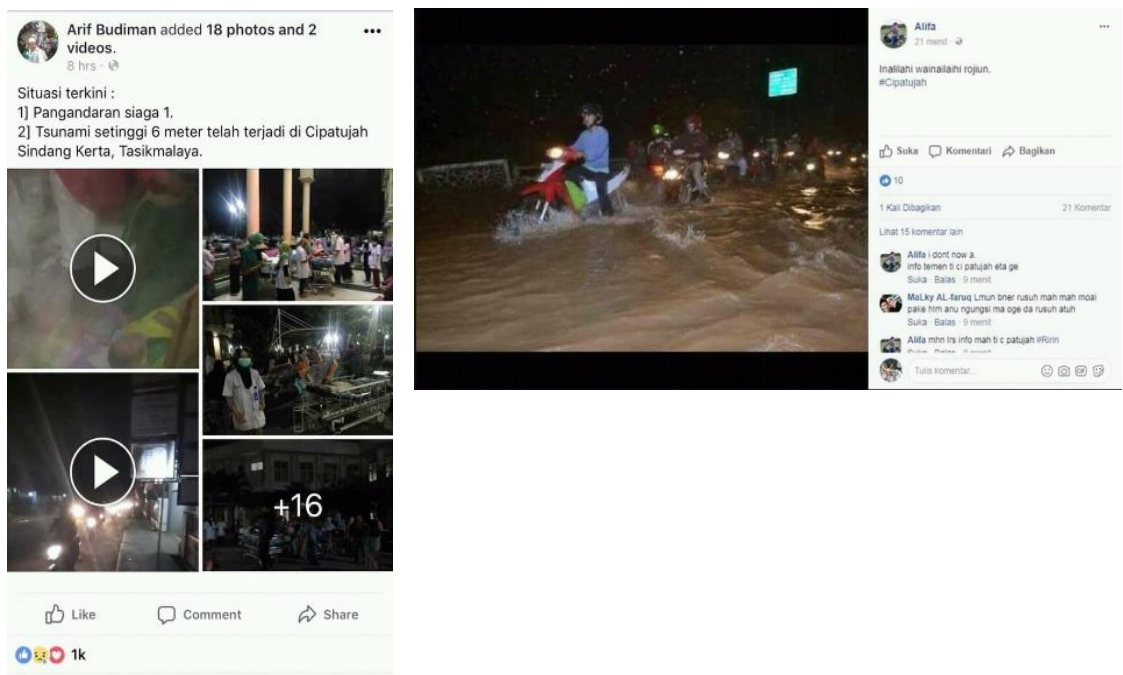 Arif Budiman added 18 photos and 2
videos.
8 hrs
Situasi terkini :
1] Pangandaran siaga 1.
2] Tsunami setinggi 6 meter telah terjadi di Cipatujah
Sindang Kerta, Tasikmalaya.
+16
Like Comment Share
1k
Alifa
21 menit
Inalilahi wainailaihi rojiun.
#Cipatujah
Suka Komentari Bagikan
10
1 Kali Dibagikan 21 Komentar
Lihat 15 komentar lain
Alifa i dont now a.
info temen ti ci patujah eta ge
Suka · Balas · 9 menit
MaLky AL-faruq Lmun bner rusuh mah mah moal
pake him anu ngungsi ma oge da rusuh atuh
Suka · Balas · 9 menit
Alifa mhn lrs info mah ti c patujah #Ririn
Tulis komentar...